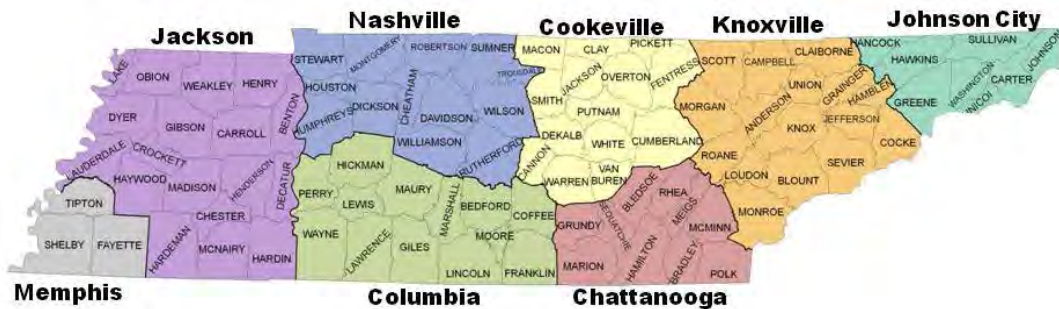 Jackson
Nashville
Cookeville
Knoxville
Johnson City
LAKE
OBION
WEAKLEY
HENRY
DYER
GIBSON
CARROLL
BENTON
LAUDERDALE
CROCKETT
HAYWOOD
MADISON
HENDERSON
DECATUR
CHESTER
HARDEMAN
MCNAIRY
HARDIN
TIPTON
SHELBY
FAYETTE
STEWART
MONTGOMERY
ROBERTSON
SUMNER
TROUSDALE
HOUSTON
DICKSON
CHEATHAM
DAVIDSON
WILSON
HUMPHREYS
WILLIAMSON
RUTHERFORD
HICKMAN
PERRY
LEWIS
MAURY
MARSHALL
BEDFORD
COFFEE
WAYNE
LAWRENCE
GILES
MOORE
LINCOLN
FRANKLIN
MACON
CLAY
PICKETT
JACKSON
OVERTON
FENTRESS
SMITH
PUTNAM
DEKALB
WHITE
CUMBERLAND
CANNON
WARREN
VAN
BUREN
BLEDSOE
RHEA
SEQUATCHIE
MEIGS
GRUNDY
MCMINN
MARION
HAMILTON
BRADLEY
POLK
SCOTT
CAMPBELL
CLAIBORNE
UNION
GRAINGER
HAMBLEN
MORGAN
ANDERSON
JEFFERSON
KNOX
COCKE
ROANE
SEVIER
LOUDON
BLOUNT
MONROE
HANCOCK
SULLIVAN
JOHNSON
HAWKINS
WASHINGTON
CARTER
GREENE
UNICOI
Memphis
Columbia
Chattanooga